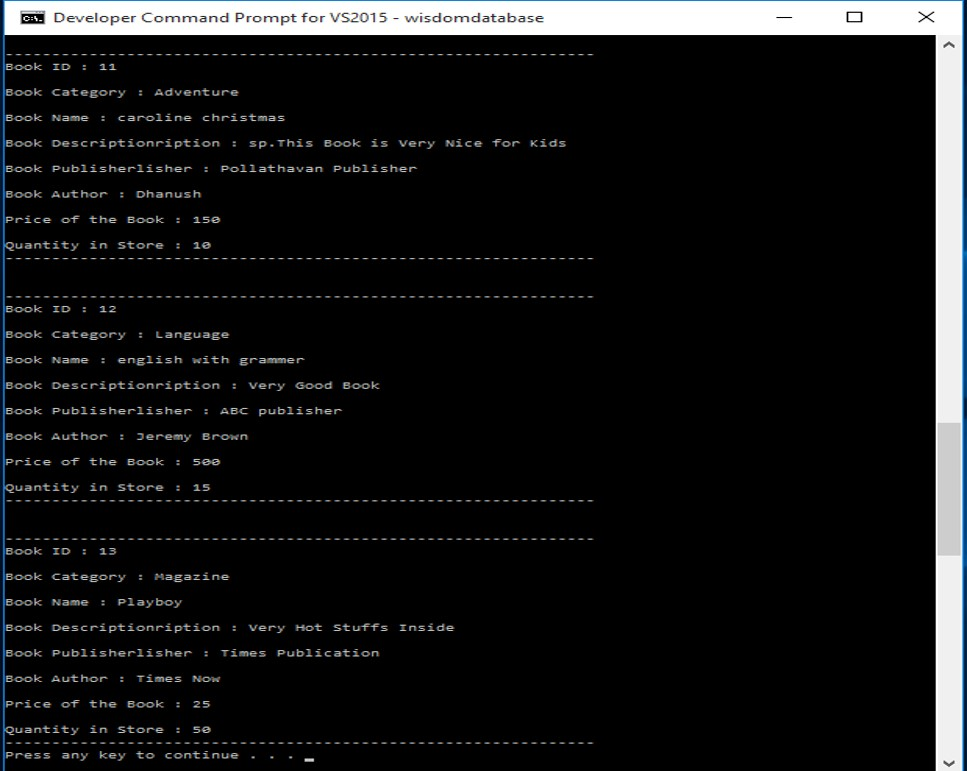 Developer Command Prompt for VS2015 - wisdomdatabase
---------------------------------------------------------------
Book ID : 11
Book Category : Adventure
Book Name : caroline christmas
Book Descriptionription : sp.This Book is Very Nice for Kids
Book Publisherlisher : Pollathavan Publisher
Book Author : Dhanush
Price of the Book : 150
Quantity in Store : 10
---------------------------------------------------------------
---------------------------------------------------------------
Book ID : 12
Book Category : Language
Book Name : english with grammer
Book Descriptionription : Very Good Book
Book Publisherlisher : ABC publisher
Book Author : Jeremy Brown
Price of the Book : 500
Quantity in Store : 15
---------------------------------------------------------------
---------------------------------------------------------------
Book ID : 13
Book Category : Magazine
Book Name : Playboy
Book Descriptionription : Very Hot Stuffs Inside
Book Publisherlisher : Times Publication
Book Author : Times Now
Price of the Book : 25
Quantity in Store : 50
---------------------------------------------------------------
Press any key to continue . . . _